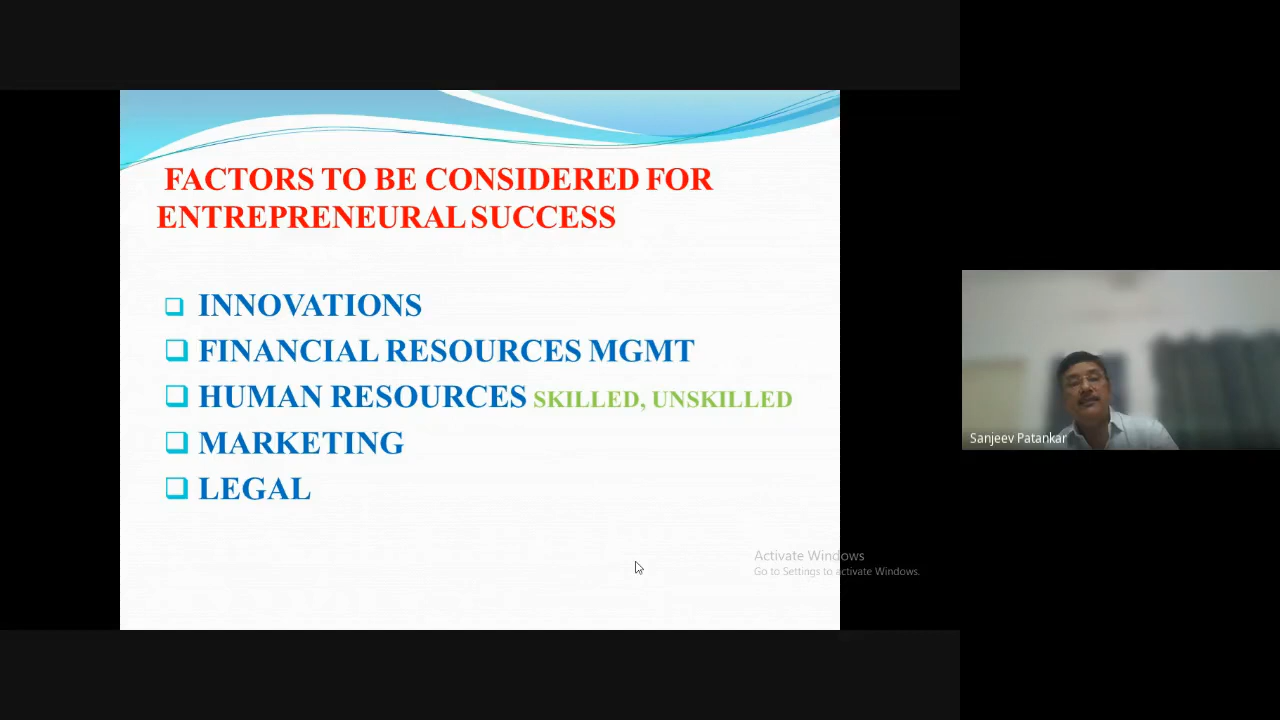 FACTORS TO BE CONSIDERED FOR
ENTREPRENEURAL SUCCESS
INNOVATIONS
FINANCIAL RESOURCES MGMT
HUMAN RESOURCES SKILLED, UNSKILLED
MARKETING
LEGAL
Activate Windows
Go to Settings to activate Windows.
Sanjeev Patankar